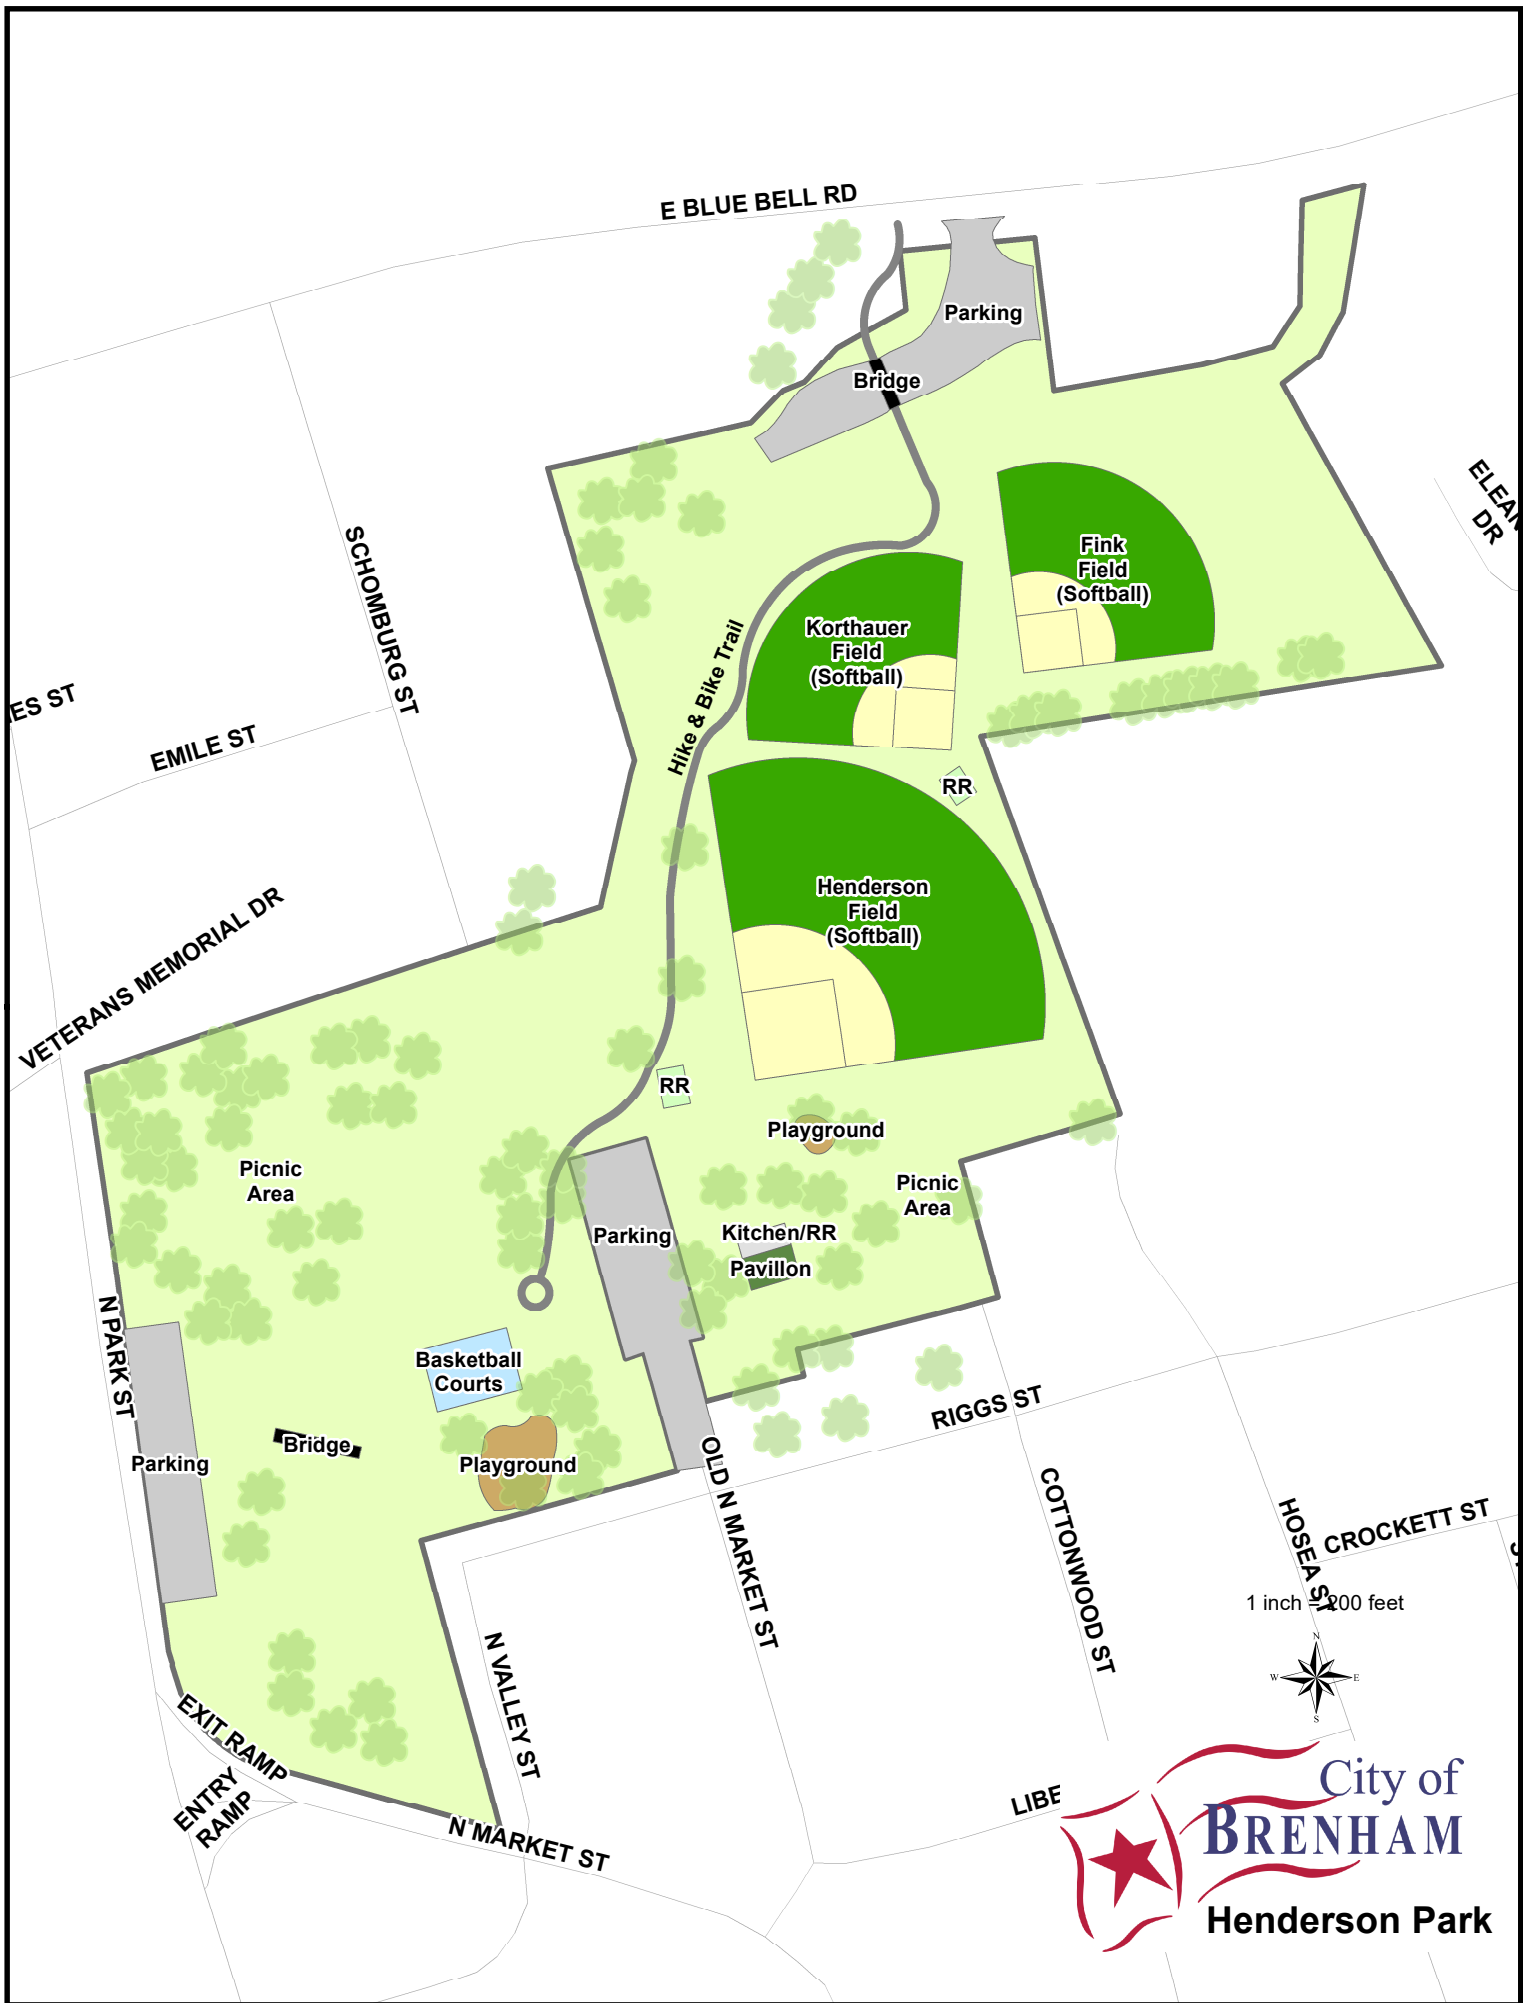 E BLUE BELL RD
Parking
Bridge
ELEAN
DR
SCHOMBURG ST
Fink
Field
(Softball)
Korthauer
Field
(Softball)
Hike & Bike Trail
IES ST
EMILE ST
RR
Henderson
Field
(Softball)
VETERANS MEMORIAL DR
RR
Playground
Picnic
Area
Picnic
Area
Parking
Kitchen/RR
Pavillon
N PARK ST
Basketball
Courts
RIGGS ST
Bridge
Parking
Playground
OLD N MARKET ST
COTTONWOOD ST
HOSEA ST
CROCKETT ST
1 inch = 200 feet
N
W
E
S
N VALLEY ST
EXIT RAMP
ENTRY
RAMP
N MARKET ST
LIBE
City of
BRENHAM
Henderson Park